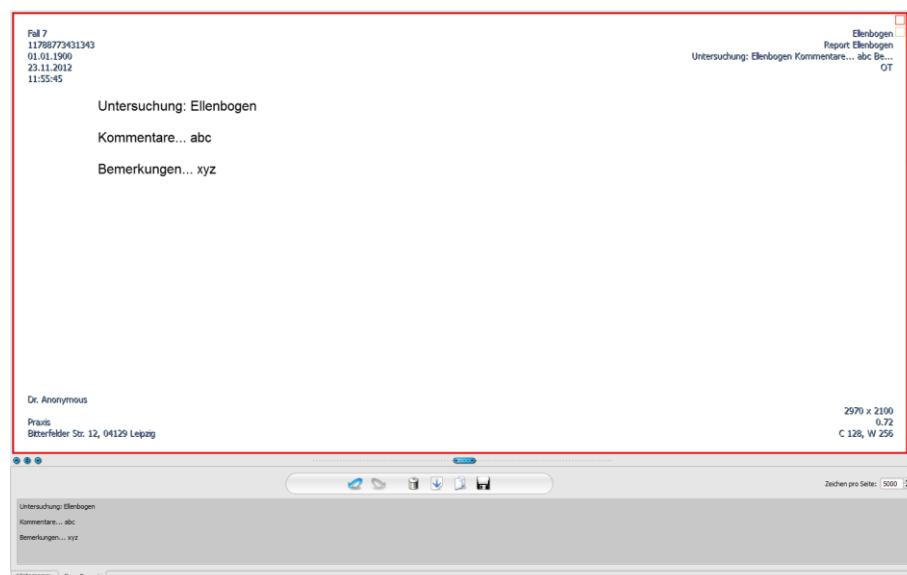 Fall 7
11788773431343
01.01.1900
23.11.2012
11:55:45
Ellenbogen
Report Ellenbogen
Untersuchung: Ellenbogen Kommentare... abc Be...
OT
Untersuchung: Ellenbogen
Kommentare... abc
Bemerkungen... xyz
Dr. Anonymous
Praxis
Bitterfelder Str. 12, 04129 Leipzig
2970 x 2100
0.72
C 128, W 256
Zeichen pro Seite: 5000
Untersuchung: Ellenbogen
Kommentare... abc
Bemerkungen... xyz